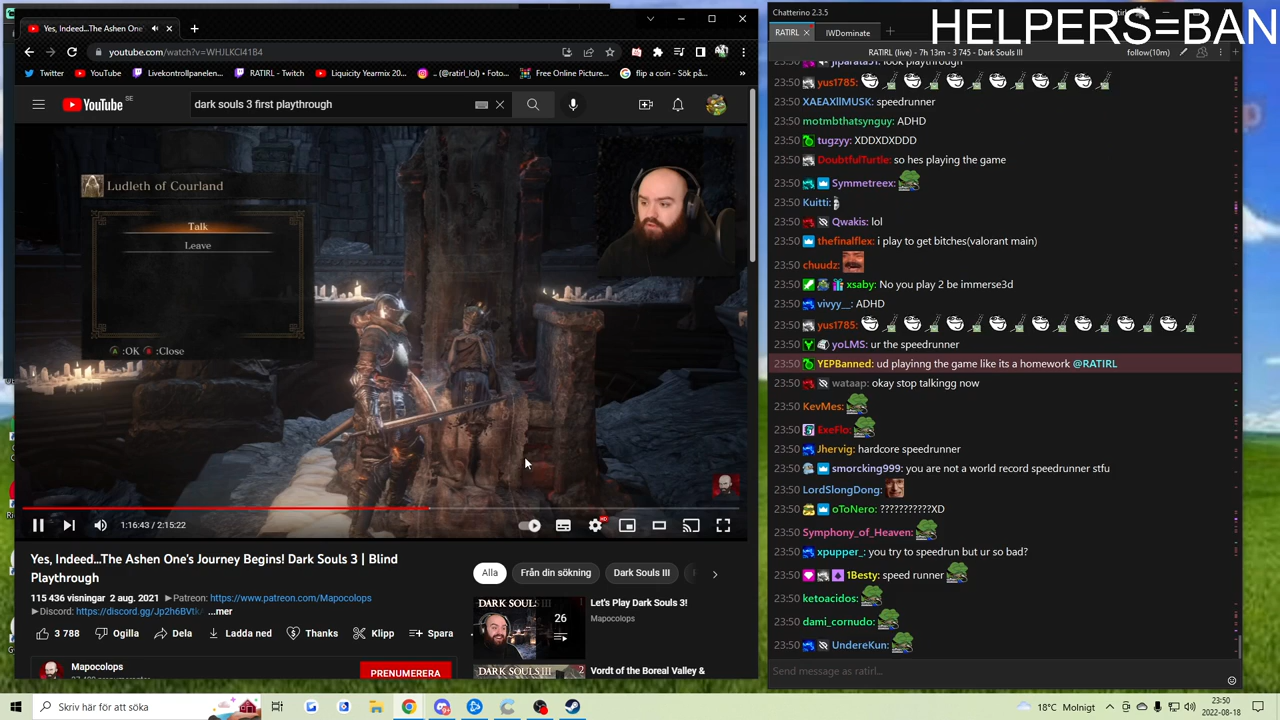 Yes, Indeed...The Ashen One's
youtube.com/watch?v=WHJLKCI41B4
Twitter
YouTube
Livekontrollpanelen...
RATIRL - Twitch
Liquicity Yearmix 20...
(@ratirl_lol) • Foto...
Free Online Pixel...
flip a coin - Sök på...
YouTube SE
dark souls 3 first playthrough
Ludleth of Courland
Talk
Leave
:OK :Close
1:16:43 / 2:15:22
HD
Yes, Indeed...The Ashen One's Journey Begins! Dark Souls 3 | Blind
Playthrough
115 436 visningar 2 aug. 2021 ►Patreon: https://www.patreon.com/Mapocolops
►Discord: https://discord.gg/Jp2h6BVtk ...mer
3 788
Ogilla
Dela
Ladda ned
Thanks
Klipp
Spara
Mapocolops
PRENUMERERA
Alla
Från din sökning
Dark Souls III
DARK SOULS III
26
Let's Play Dark Souls 3!
Mapocolops
DARK SOULS III
Vordt of the Boreal Valley &
Chatterino 2.3.5
HELPERS=BAN
RATIRL
IWDominate
RATIRL (live) - 7h 13m - 3 745 - Dark Souls III
follow(10m)
23:50 yus1785:
23:50 XAEAXllMUSK: speedrunner
23:50 motmbthatsynguy: ADHD
23:50 tugzyy: XDDXDXDDD
23:50 DoubtfulTurtle: so hes playing the game
23:50 Symmetreex:
23:50 Kuitti:
23:50 Qwakis: lol
23:50 thefinalflex: i play to get bitches(valorant main)
23:50 chuudz:
23:50 xsaby: No you play 2 be immerse3d
23:50 vivyy__: ADHD
23:50 yus1785:
23:50 yoLMS: ur the speedrunner
23:50 YEPBanned: ud playinng the game like its a homework @RATIRL
23:50 wataap: okay stop talkingg now
23:50 KevMes:
23:50 ExeFlo:
23:50 Jhervig: hardcore speedrunner
23:50 smorcking999: you are not a world record speedrunner stfu
23:50 LordSlongDong:
23:50 oToNero: ???????????XD
23:50 Symphony_of_Heaven:
23:50 xpupper_: you try to speedrun but ur so bad?
23:50 1Besty: speed runner
23:50 ketoacidos:
23:50 dami_cornudo:
23:50 UndereKun:
Send message as ratirl...
Skriv här för att söka
18°C Molnigt
23:50
2022-08-18